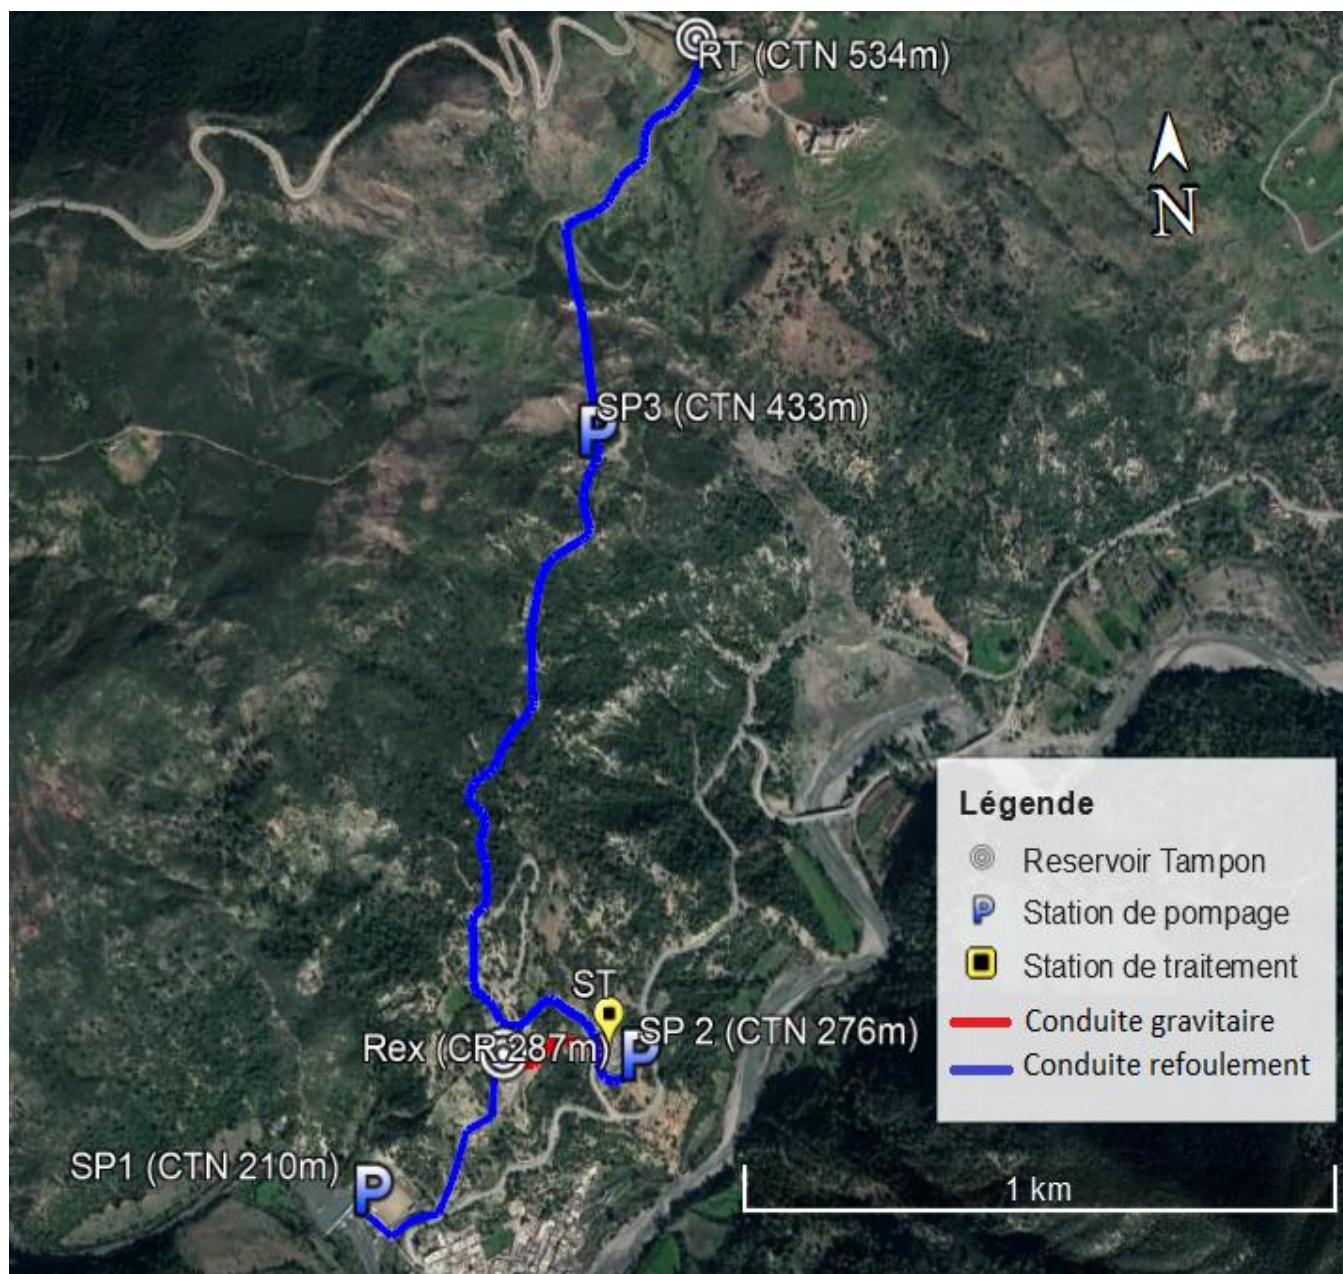 RT (CTN 534m)
N
SP3 (CTN 433m)
Légende
Reservoir Tampon
P Station de pompage
Station de traitement
Conduite gravitaire
Conduite refoulement
ST
Rex (CR 287m)
P SP 2 (CTN 276m)
SP1 (CTN 210m) P
1 km